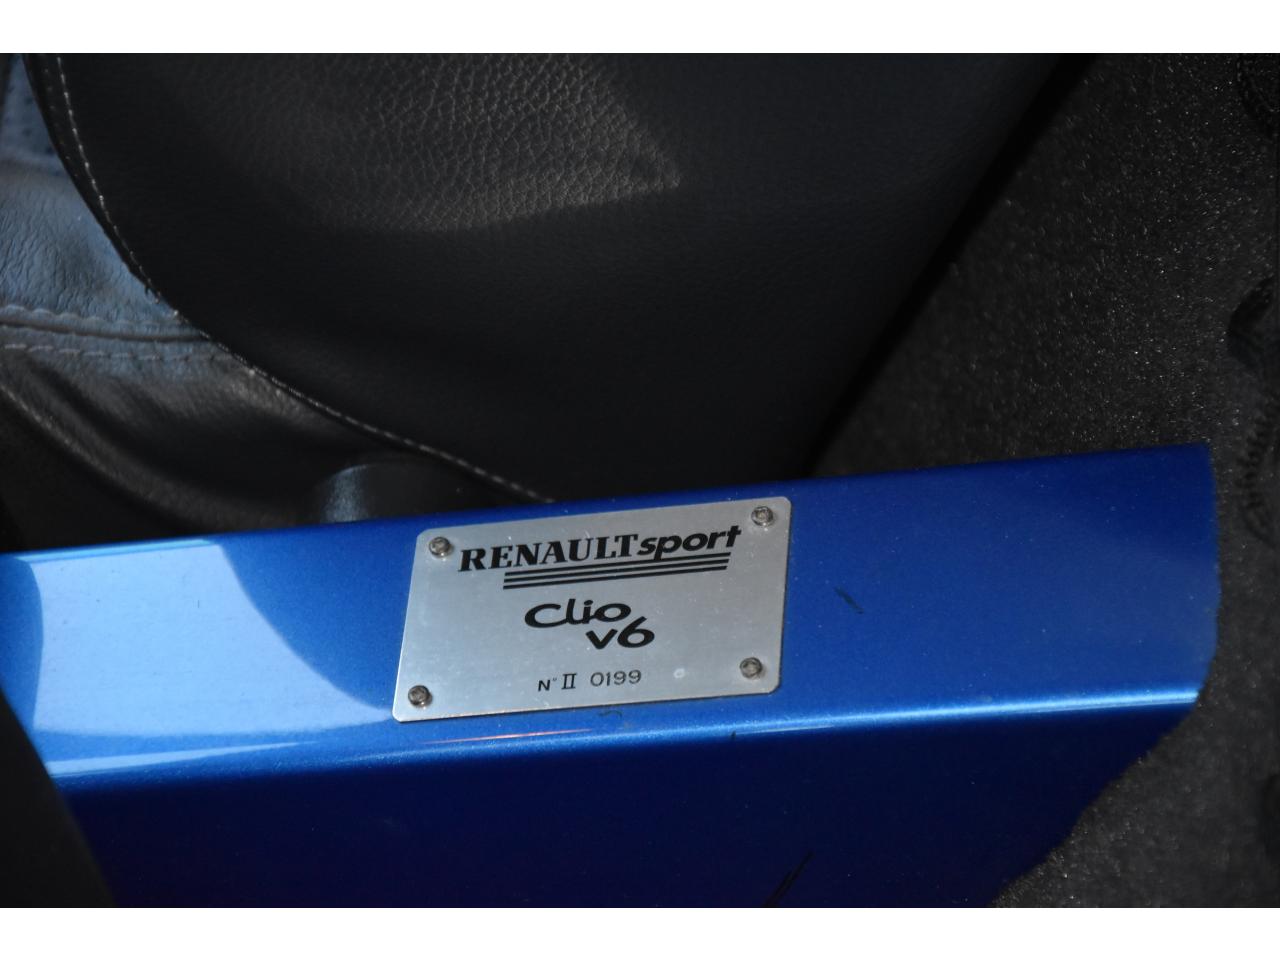 RENAULTsport
Clio
v6
N° II 0199